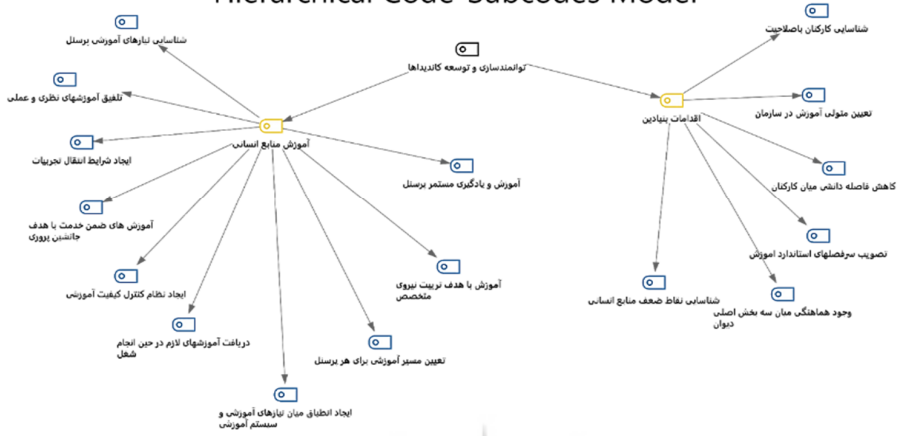 Hierarchical Code-Subcodes Model
شناسایی کارکنان باصلاحیت
شناسایی نیازهای آموزشی پرسنل
توانمندسازی و توسعه کاندیداها
تلفیق آموزشهای نظری و عملی
تعیین متولی آموزش در سازمان
اقدامات بنیادین
آموزش منابع انسانی
ایجاد شرایط انتقال تجربیات
آموزش و یادگیری مستمر پرسنل
کاهش فاصله دانشی میان کارکنان
آموزش های ضمن خدمت با هدف
جانشین پروری
تصویب سرفصلهای استاندارد اموزش
آموزش با هدف تربیت نیروی
متخصص
ایجاد نظام کنترل کیفیت آموزشی
شناسایی نقاط ضعف منابع انسانی
وجود هماهنگی میان سه بخش اصلی
دیوان
دریافت آموزشهای لازم در حین انجام
شغل
تعیین مسیر آموزشی برای هر پرسنل
ایجاد انطباق میان نیازهای آموزشی و
سیستم آموزشی